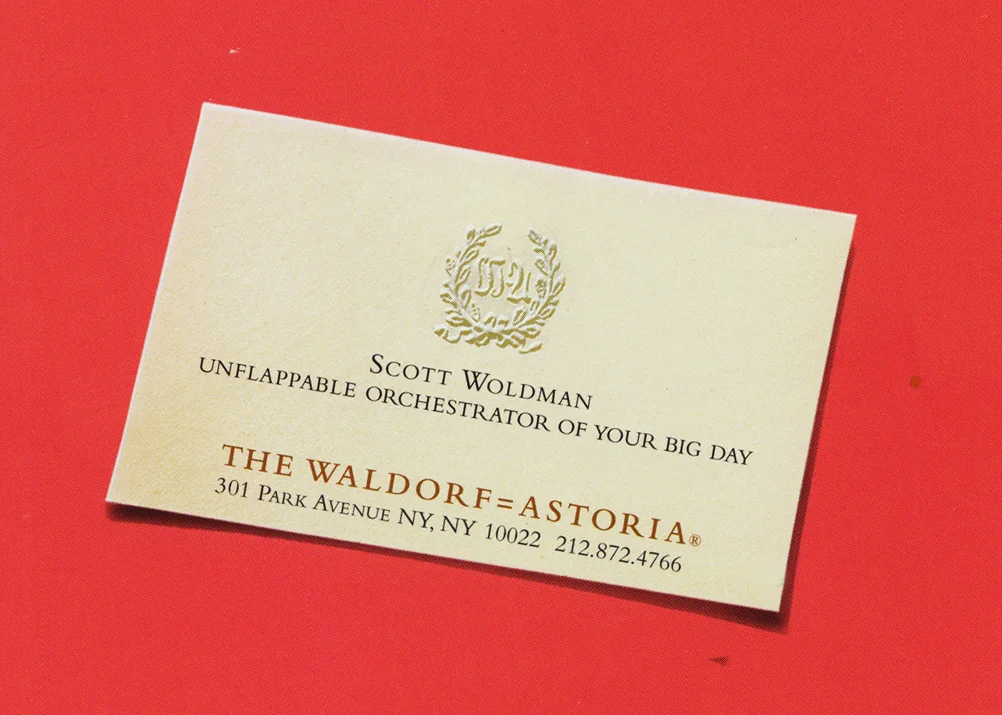 SCOTT WOLDMAN
UNFLAPPABLE ORCHESTRATOR OF YOUR BIG DAY
THE WALDORF=ASTORIA®
301 PARK AVENUE NY, NY 10022 212.872.4766